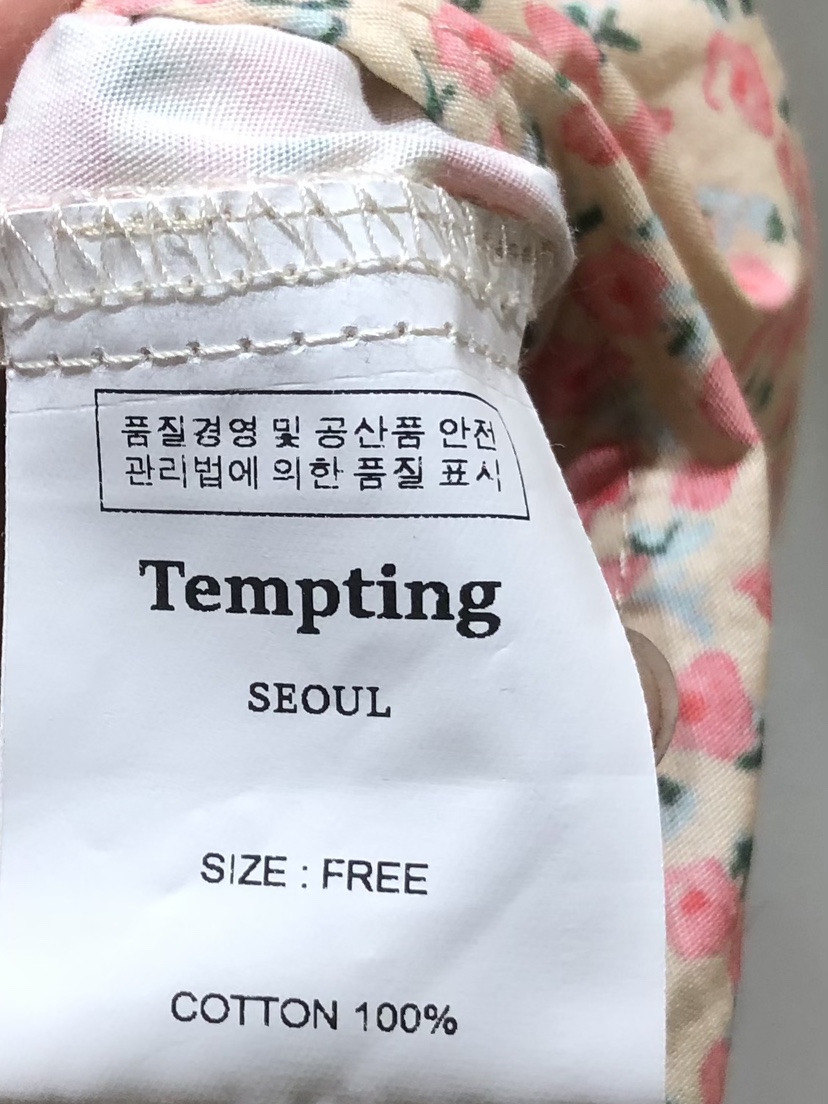 품질경영 및 공산품 안전
관리법에 의한 품질 표시
Tempting
SEOUL
SIZE : FREE
COTTON 100%